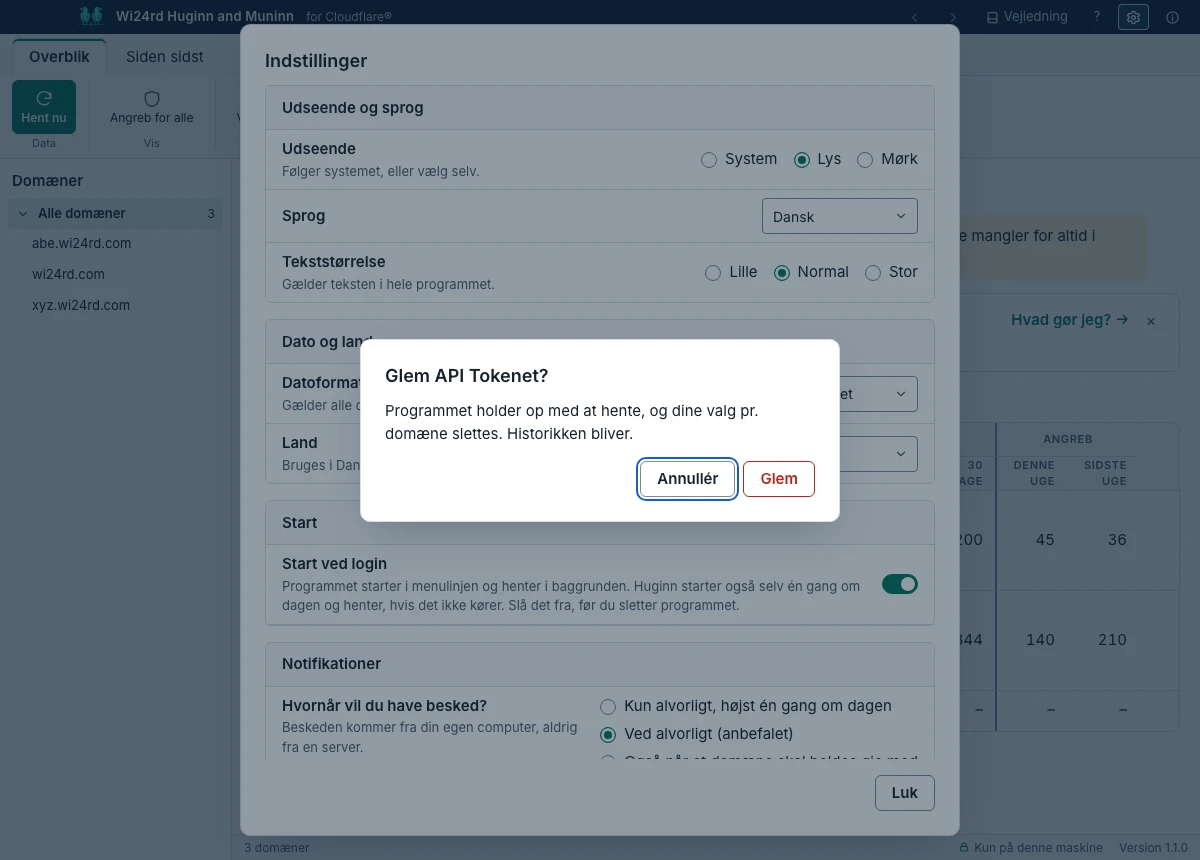 Wi24rd Huginn and Muninn for Cloudflare®
Vejledning ?
Overblik Siden sidst
Hent nu
Data
Angreb for alle
Vis
Domæner
Alle domæner 3
abe.wi24rd.com
wi24rd.com
xyz.wi24rd.com
Indstillinger
Udseende og sprog
Udseende
Følger systemet, eller vælg selv.
System Lys Mørk
Sprog
Dansk
Tekststørrelse
Gælder teksten i hele programmet.
Lille Normal Stor
Dato og land
Datoformat
Gælder alle
Land
Bruges i Dan
Glem API Tokenet?
Programmet holder op med at hente, og dine valg pr.
domæne slettes. Historikken bliver.
Annullér Glem
Start
Start ved login
Programmet starter i menulinjen og henter i baggrunden. Huginn starter også selv én gang om
dagen og henter, hvis det ikke kører. Slå det fra, før du sletter programmet.
Notifikationer
Hvornår vil du have besked?
Beskeden kommer fra din egen computer, aldrig
fra en server.
Kun alvorligt, højst én gang om dagen
Ved alvorligt (anbefalet)
Luk
e mangler for altid i
Hvad gør jeg? → ×
ANGREB
30 DENNE SIDSTE
AGE UGE UGE
200 45 36
344 140 210
– – –
3 domæner
Kun på denne maskine Version 1.1.0